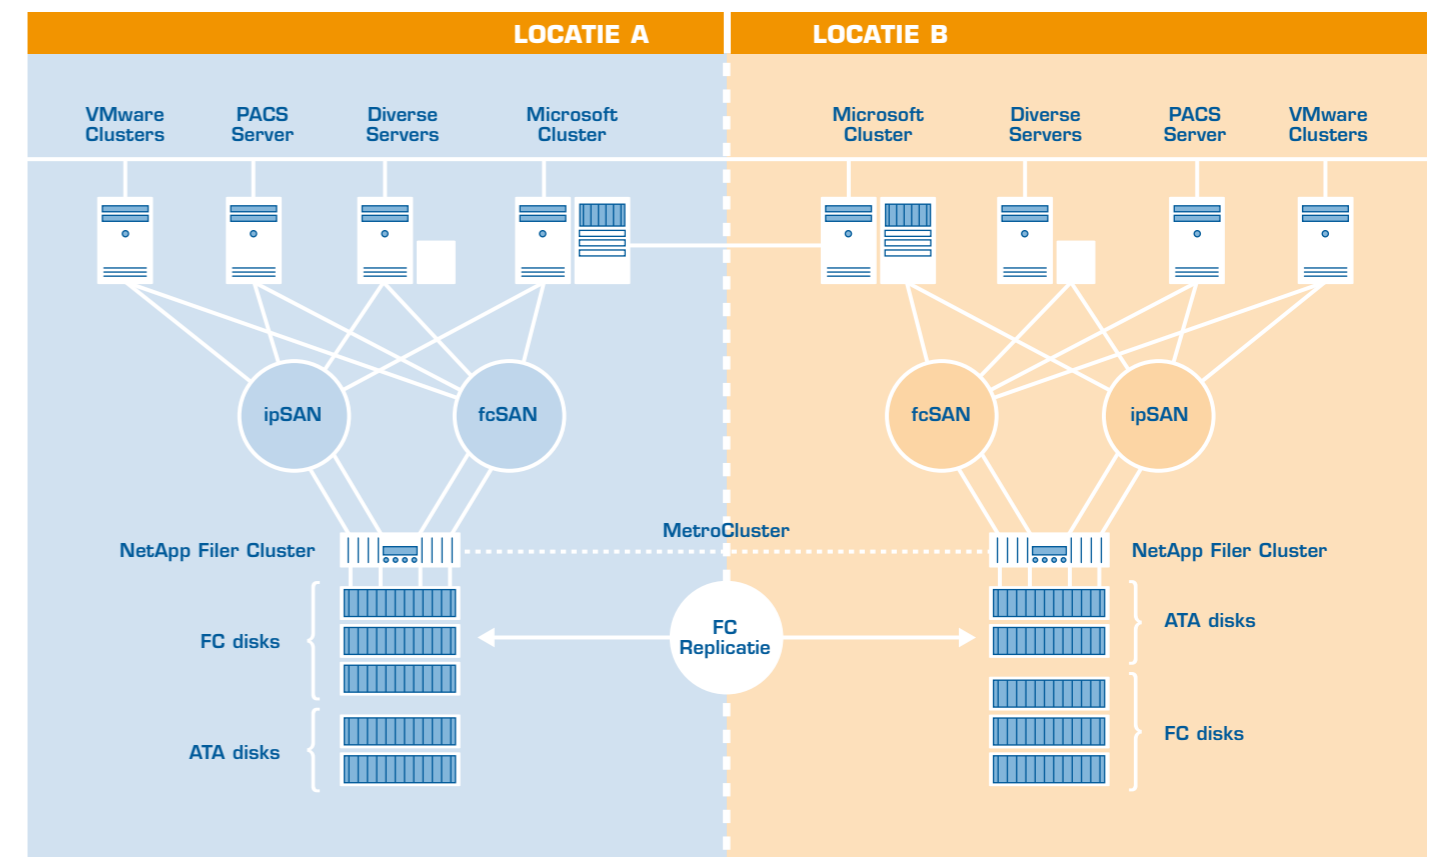 LOCATIE A
LOCATIE B
VMware
Clusters
PACS
Server
Diverse
Servers
Microsoft
Cluster
Microsoft
Cluster
Diverse
Servers
PACS
Server
VMware
Clusters
ipSAN
fcSAN
fcSAN
ipSAN
MetroCluster
NetApp Filer Cluster
NetApp Filer Cluster
FC disks
FC
Replicatie
ATA disks
ATA disks
FC disks